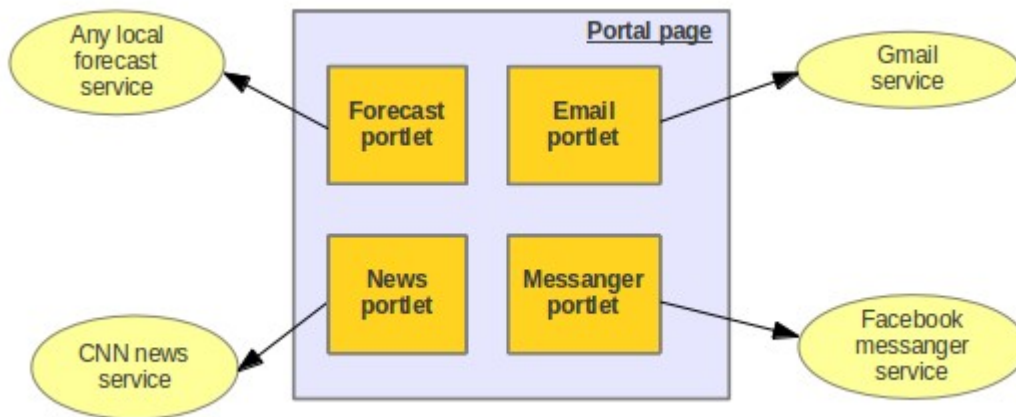 Any local
forecast
service
Portal page
Gmail
service
Forecast
portlet
Email
portlet
News
portlet
Messanger
portlet
CNN news
service
Facebook
messanger
service